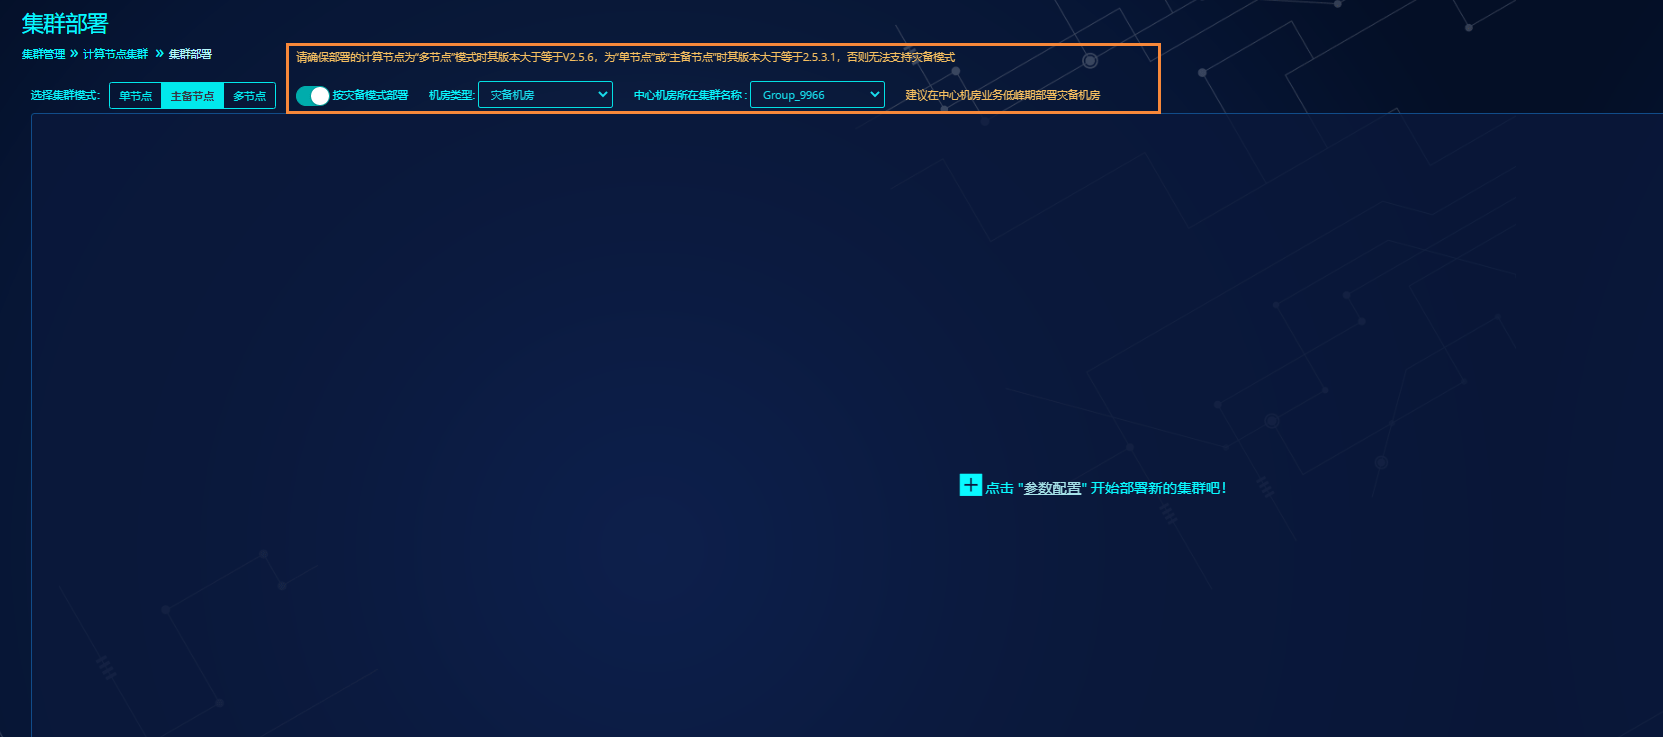 集群部署
集群管理 » 计算节点集群 » 集群部署
请确保部署的计算节点为"多节点"模式时其版本大于等于V2.5.6，为"单节点"或"主备节点"时其版本大于等于2.5.3.1，否则无法支持灾备模式
选择集群模式: 单节点 主备节点 多节点 按灾备模式部署 机房类型: 灾备机房 中心机房所在集群名称 : Group_9966 建议在中心机房业务低峰期部署灾备机房
点击 "参数配置" 开始部署新的集群吧！